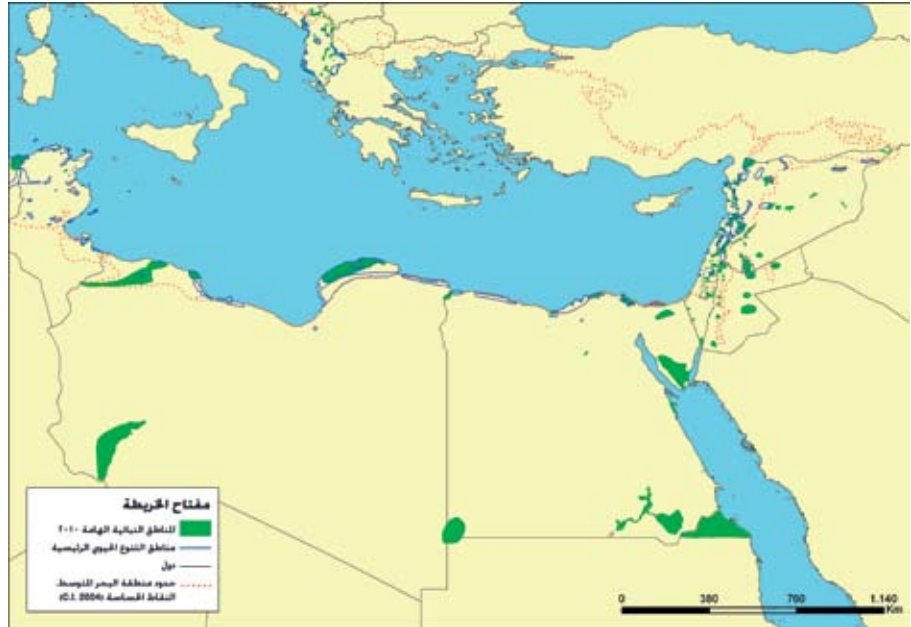 مفتاح الخريطة
المناطق النباتية الهامة ٢٠١٠
مناطق التنوع الحيوي الرئيسية
دول
حدود منطقة البحر المتوسط.
النقاط الحساسة (C.I. 2004)
0 380 760 1.140
Km